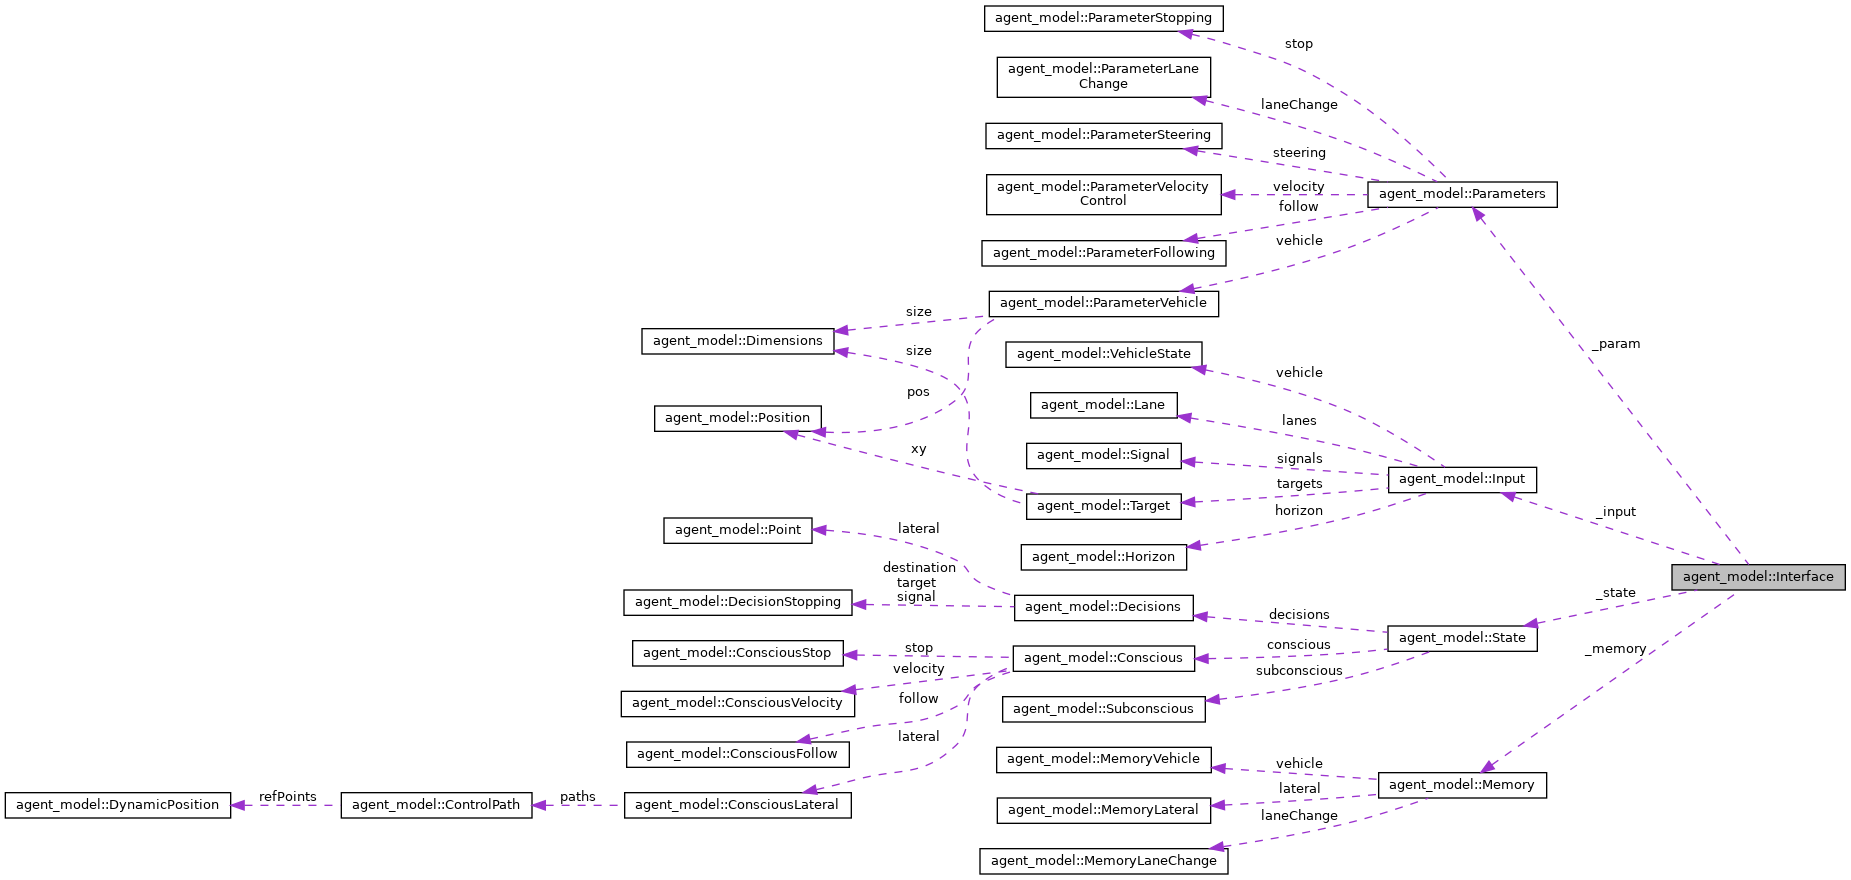 agent_model::ParameterStopping
stop
agent_model::ParameterLane
Change
laneChange
agent_model::ParameterSteering
steering
agent_model::ParameterVelocity
Control
velocity
agent_model::Parameters
follow
agent_model::ParameterFollowing
vehicle
agent_model::ParameterVehicle
size
agent_model::Dimensions
size
_param
agent_model::VehicleState
vehicle
pos
agent_model::Lane
lanes
agent_model::Position
xy
agent_model::Signal
signals
agent_model::Input
targets
agent_model::Target
horizon
_input
agent_model::Point
lateral
agent_model::Horizon
destination
target
signal
agent_model::Interface
agent_model::DecisionStopping
agent_model::Decisions
_state
decisions
agent_model::State
agent_model::ConsciousStop
stop
agent_model::Conscious
conscious
_memory
velocity
subconscious
agent_model::ConsciousVelocity
follow
agent_model::Subconscious
lateral
agent_model::ConsciousFollow
agent_model::MemoryVehicle
vehicle
agent_model::Memory
lateral
agent_model::DynamicPosition
refPoints
agent_model::ControlPath
paths
agent_model::ConsciousLateral
agent_model::MemoryLateral
laneChange
agent_model::MemoryLaneChange